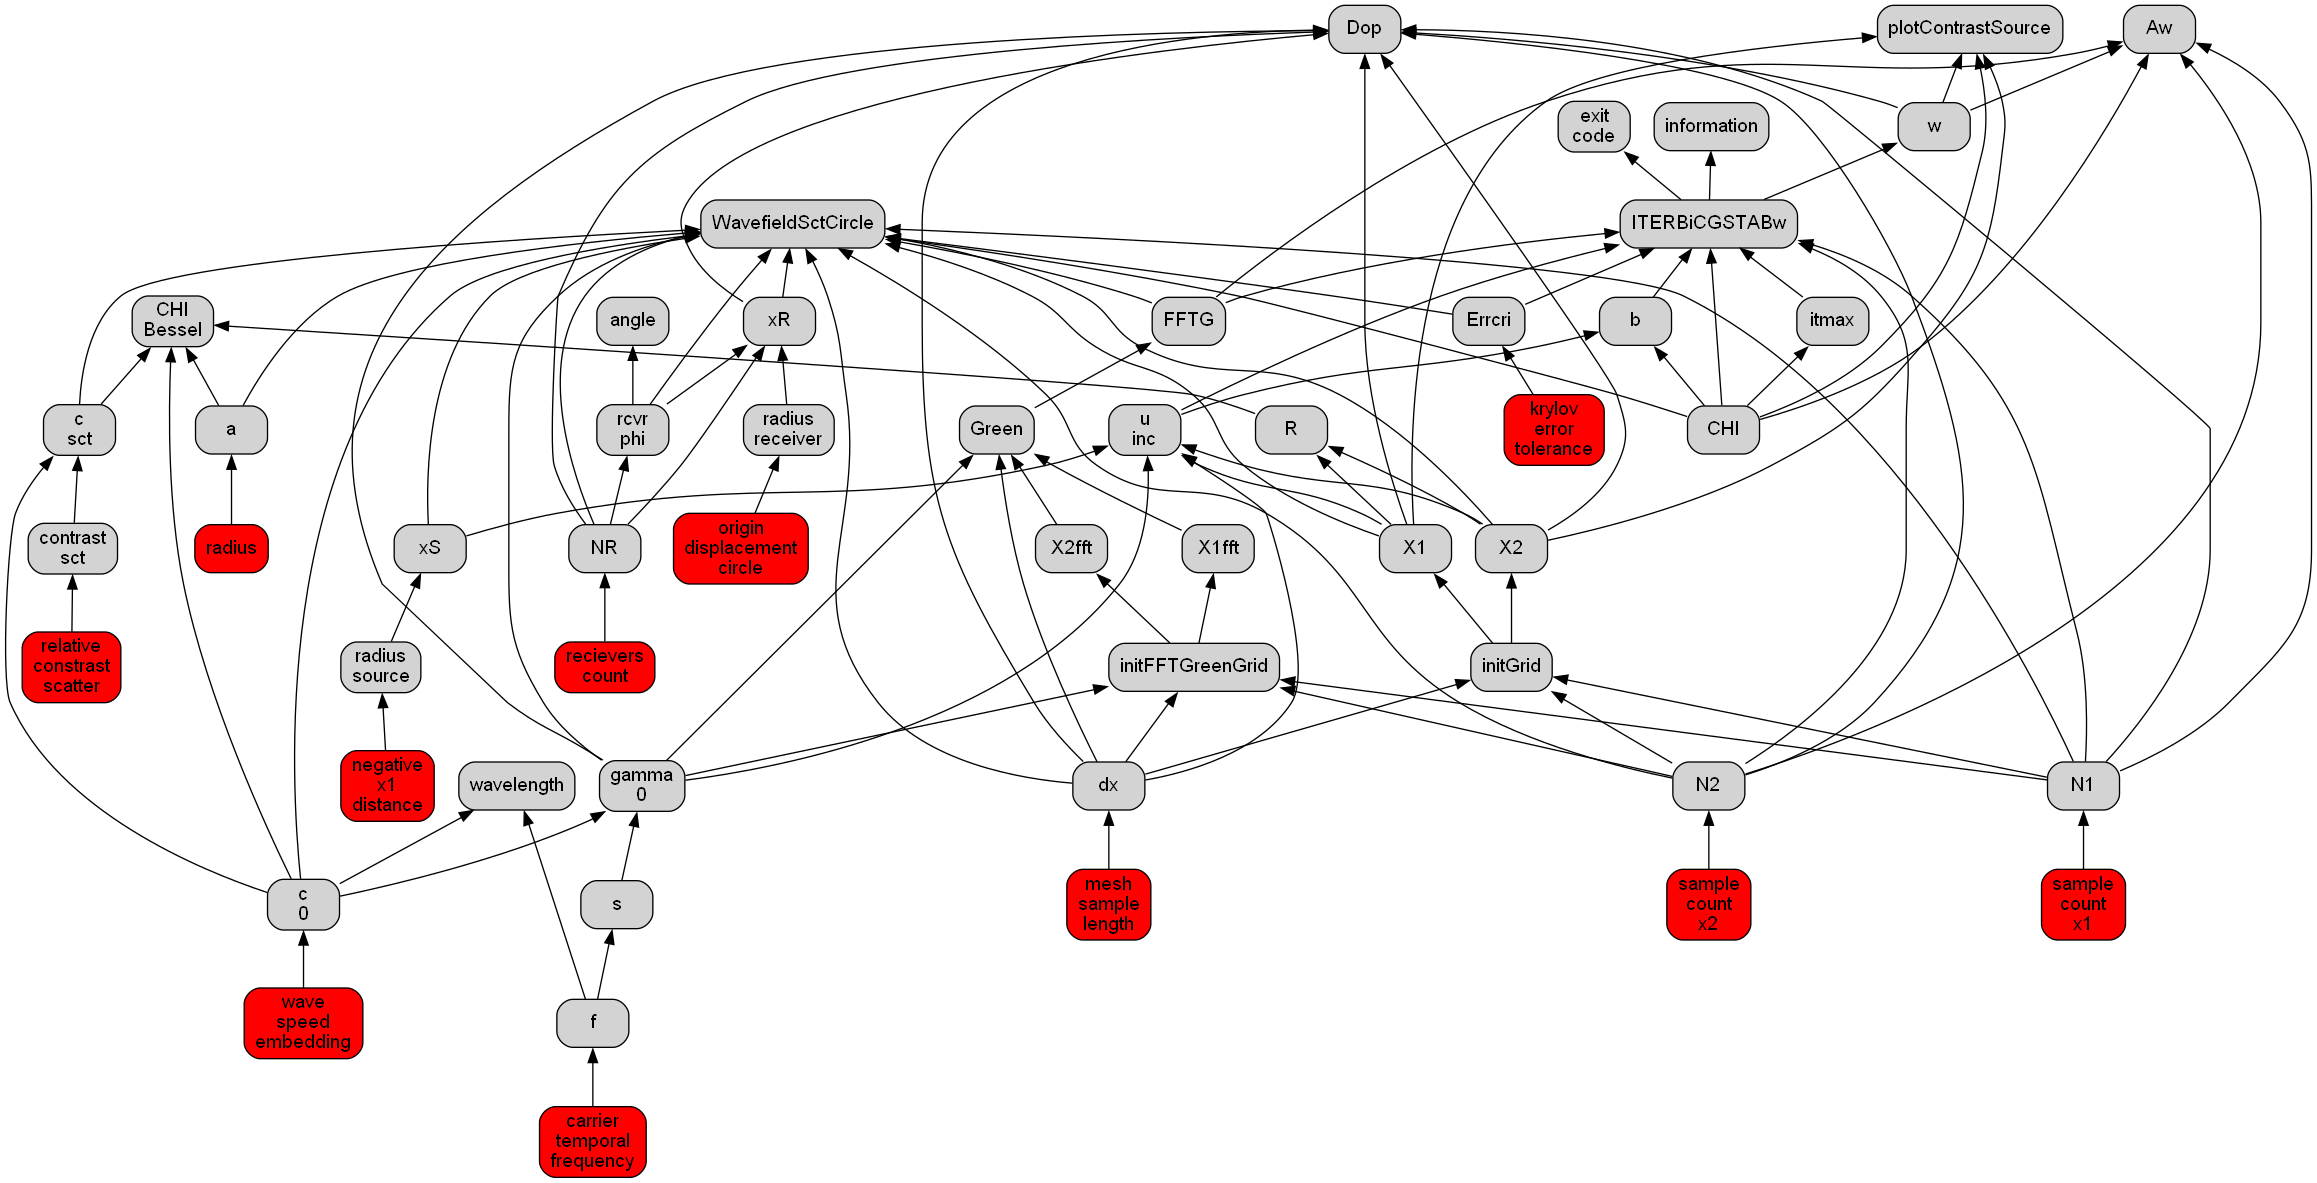 Dop
plotContrastSource
Aw
exit
code
information
w
WavefieldSctCircle
ITERBiCGSTABw
CHI
Bessel
angle
xR
FFTG
Errcri
b
itmax
c
sct
a
rcvr
phi
radius
receiver
Green
u
inc
R
krylov
error
tolerance
CHI
contrast
sct
radius
xS
NR
origin
displacement
circle
X2fft
X1fft
X1
X2
relative
constrast
scatter
radius
source
recievers
count
initFFTGreenGrid
initGrid
negative
x1
distance
wavelength
gamma
0
dx
N2
N1
c
0
s
mesh
sample
length
sample
count
x2
sample
count
x1
wave
speed
embedding
f
carrier
temporal
frequency